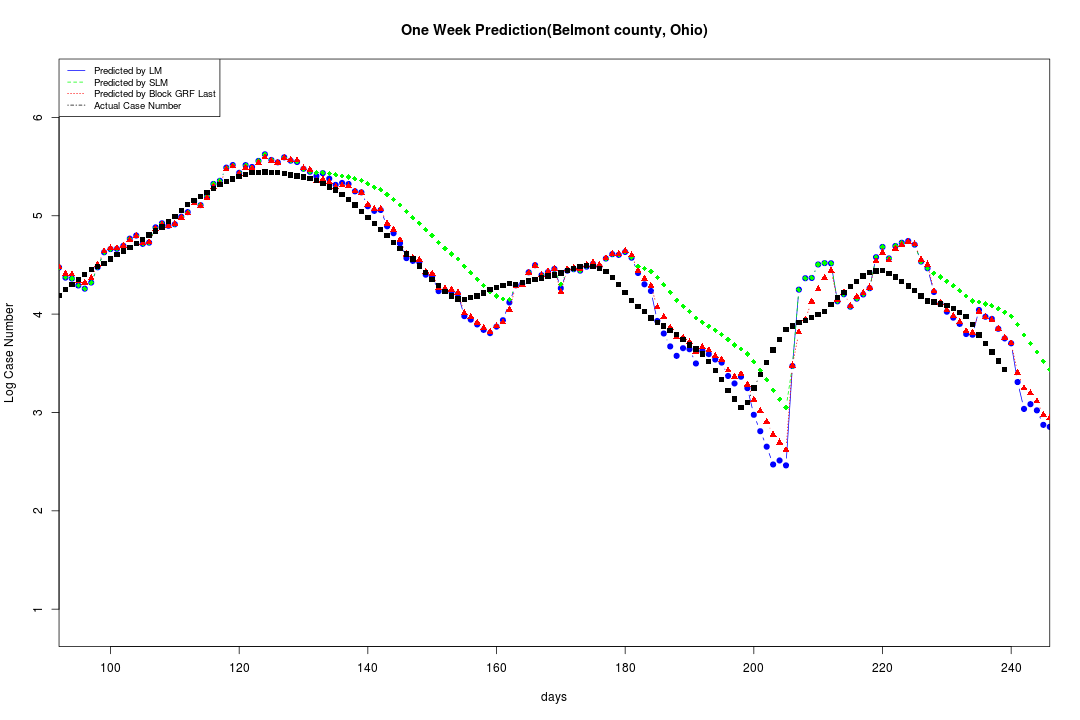 One Week Prediction(Belmont county, Ohio)
Predicted by LM
Predicted by SLM
Predicted by Block GRF Last
Actual Case Number
Log Case Number
6
5
4
3
2
1
100 120 140 160 180 200 220 240
days